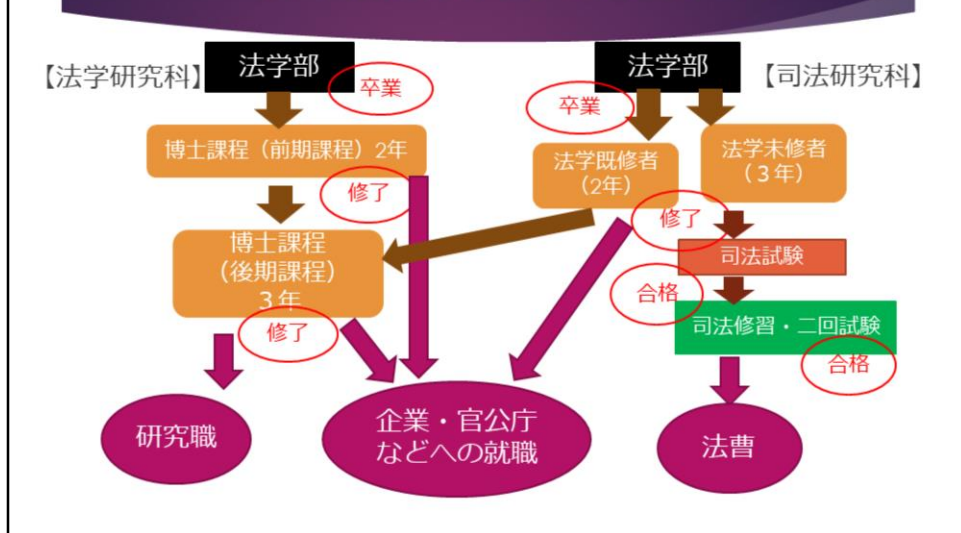 【法学研究科】
法学部
卒業
博士課程（前期課程）2年
修了
博士課程
（後期課程）
３年
修了
研究職
企業・官公庁
などへの就職
法学部
【司法研究科】
卒業
法学既修者
（2年）
法学未修者
（３年）
修了
司法試験
合格
司法修習・二回試験
合格
法曹